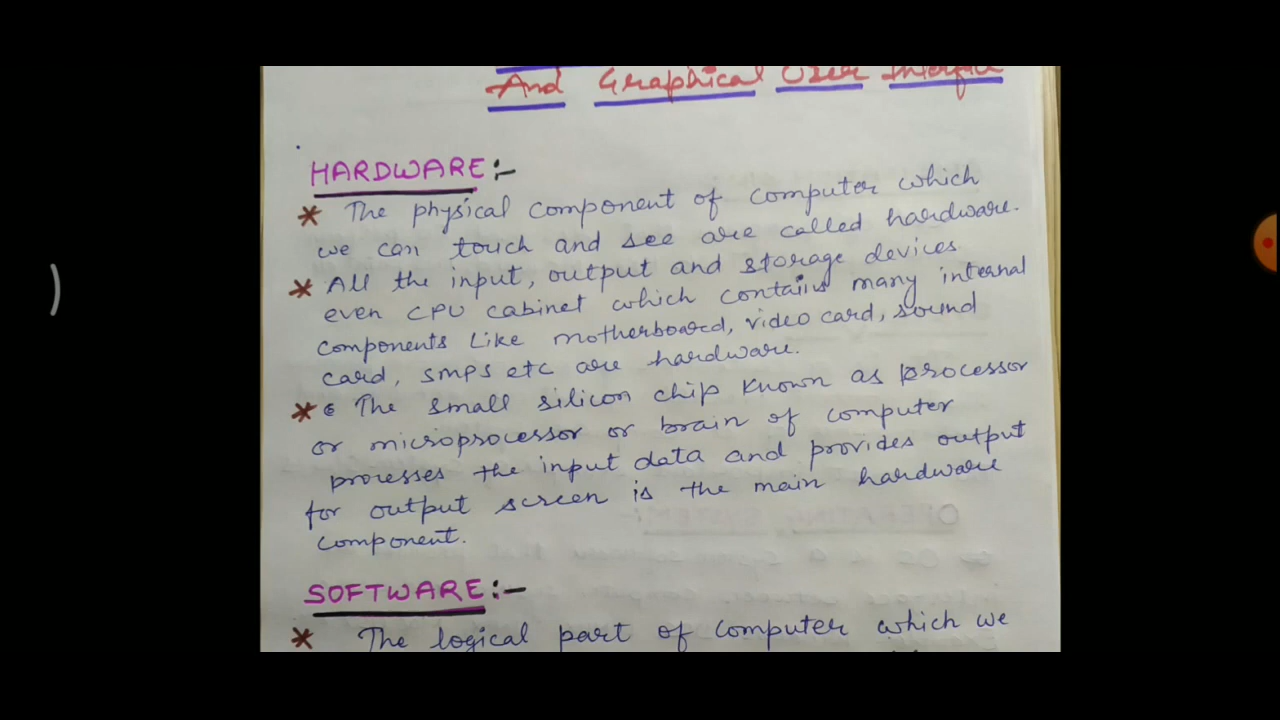 And Graphical User Interface
HARDWARE:-
* The physical component of computer which
we can touch and see are called hardware.
* All the input, output and storage devices
even CPU cabinet which contains many internal
components like motherboard, video card, sound
card, SMPS etc are hardware.
* The small silicon chip known as processor
or microprocessor or brain of computer
processes the input data and provides output
for output screen is the main hardware
component.
SOFTWARE:-
* The logical part of computer which we